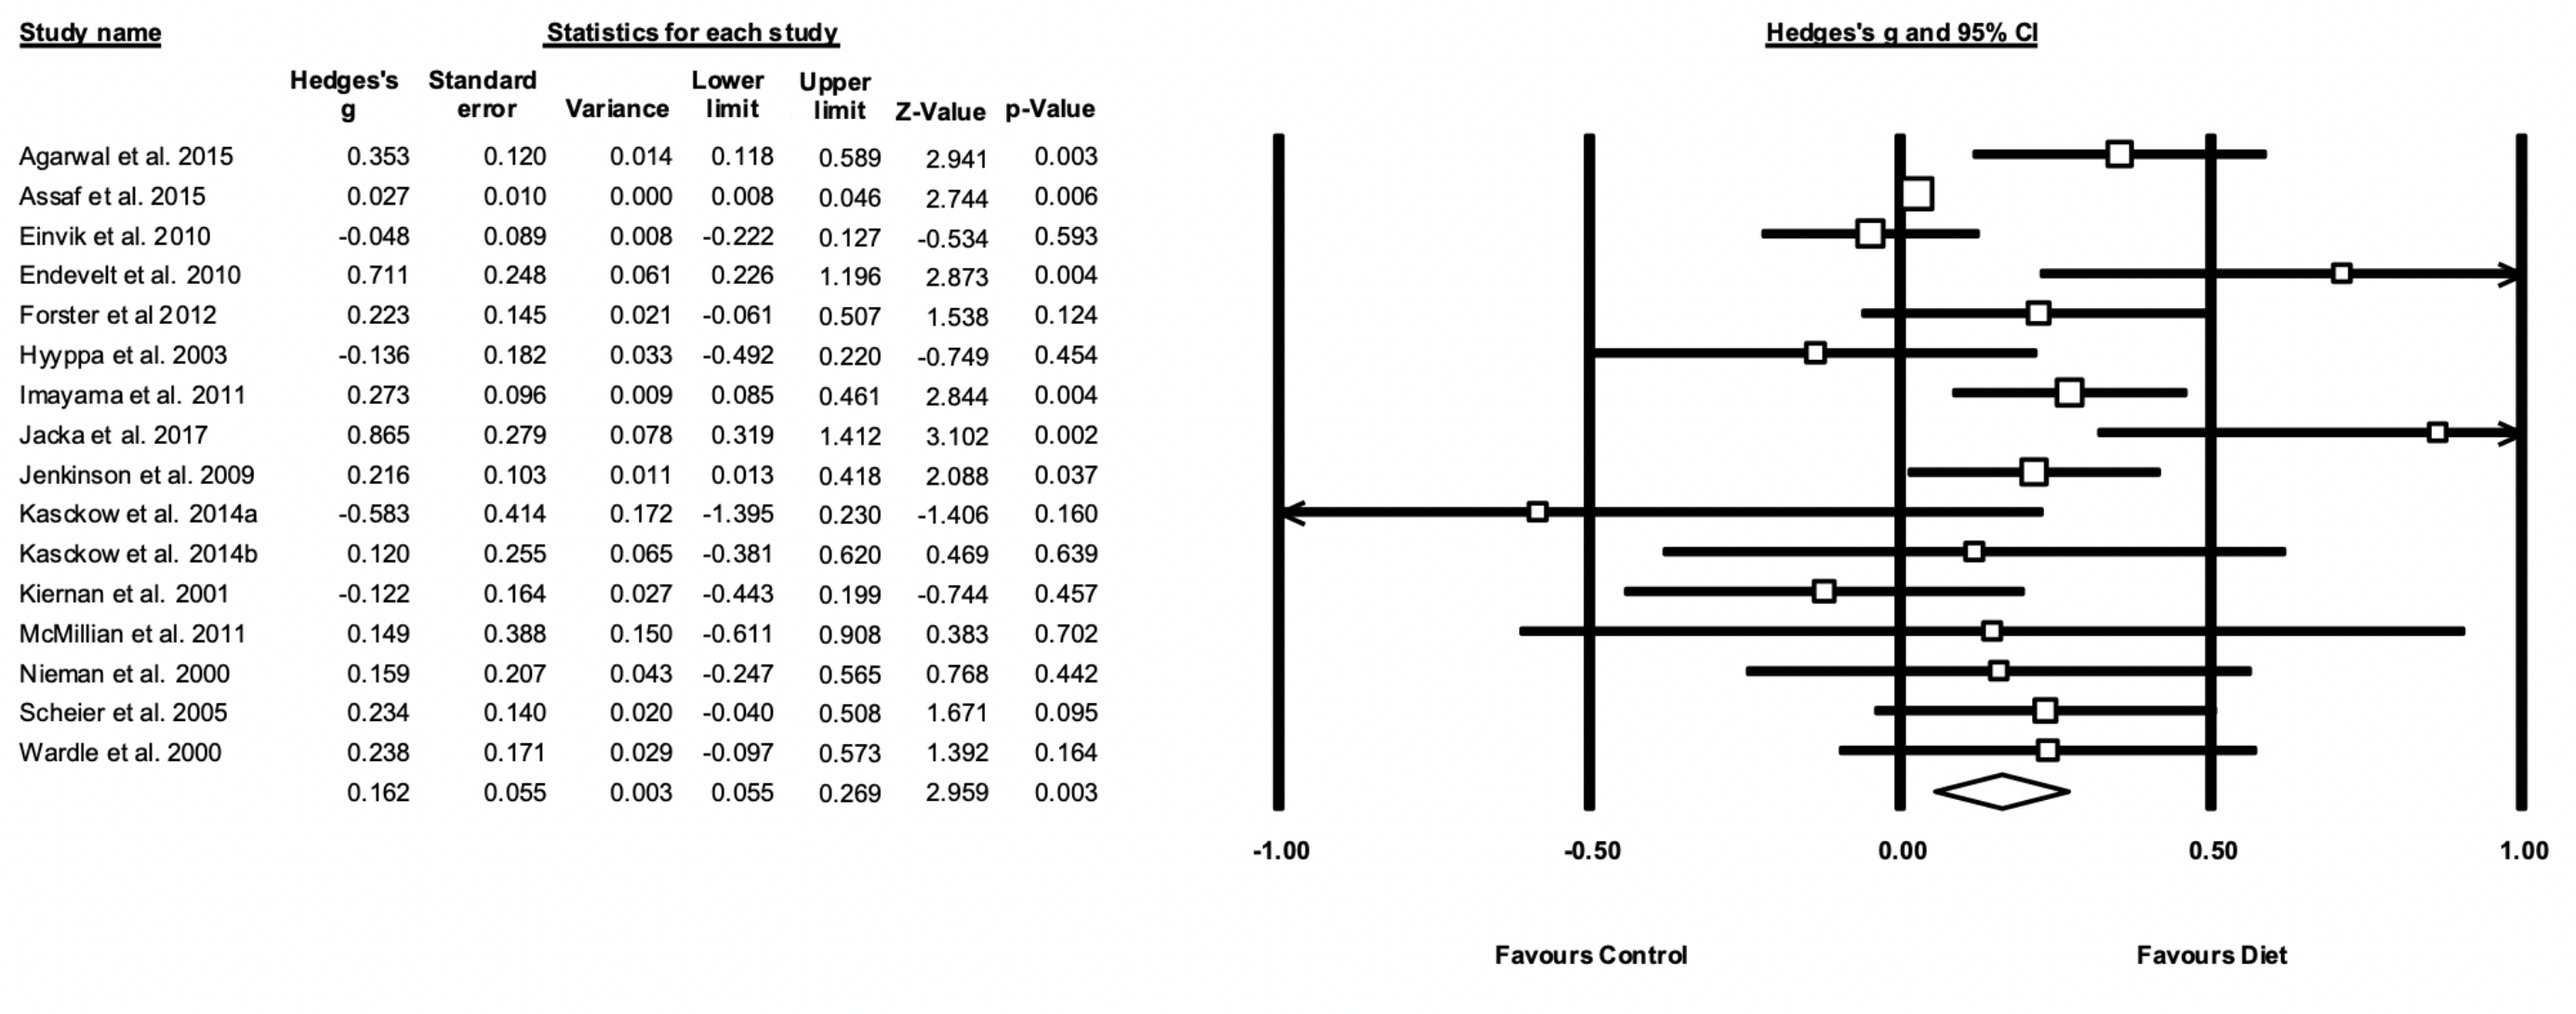 Study name Statistics for each study Hedges's g and 95% CI
Hedges's Standard Lower Upper
g error Variance limit limit Z-Value p-Value
Agarwal et al. 2015 0.353 0.120 0.014 0.118 0.589 2.941 0.003
Assaf et al. 2015 0.027 0.010 0.000 0.008 0.046 2.744 0.006
Einvik et al. 2010 -0.048 0.089 0.008 -0.222 0.127 -0.534 0.593
Endevelt et al. 2010 0.711 0.248 0.061 0.226 1.196 2.873 0.004
Forster et al 2012 0.223 0.145 0.021 -0.061 0.507 1.538 0.124
Hyyppa et al. 2003 -0.136 0.182 0.033 -0.492 0.220 -0.749 0.454
Imayama et al. 2011 0.273 0.096 0.009 0.085 0.461 2.844 0.004
Jacka et al. 2017 0.865 0.279 0.078 0.319 1.412 3.102 0.002
Jenkinson et al. 2009 0.216 0.103 0.011 0.013 0.418 2.088 0.037
Kasckow et al. 2014a -0.583 0.414 0.172 -1.395 0.230 -1.406 0.160
Kasckow et al. 2014b 0.120 0.255 0.065 -0.381 0.620 0.469 0.639
Kiernan et al. 2001 -0.122 0.164 0.027 -0.443 0.199 -0.744 0.457
McMillian et al. 2011 0.149 0.388 0.150 -0.611 0.908 0.383 0.702
Nieman et al. 2000 0.159 0.207 0.043 -0.247 0.565 0.768 0.442
Scheier et al. 2005 0.234 0.140 0.020 -0.040 0.508 1.671 0.095
Wardle et al. 2000 0.238 0.171 0.029 -0.097 0.573 1.392 0.164
0.162 0.055 0.003 0.055 0.269 2.959 0.003
-1.00 -0.50 0.00 0.50 1.00
Favours Control Favours Diet